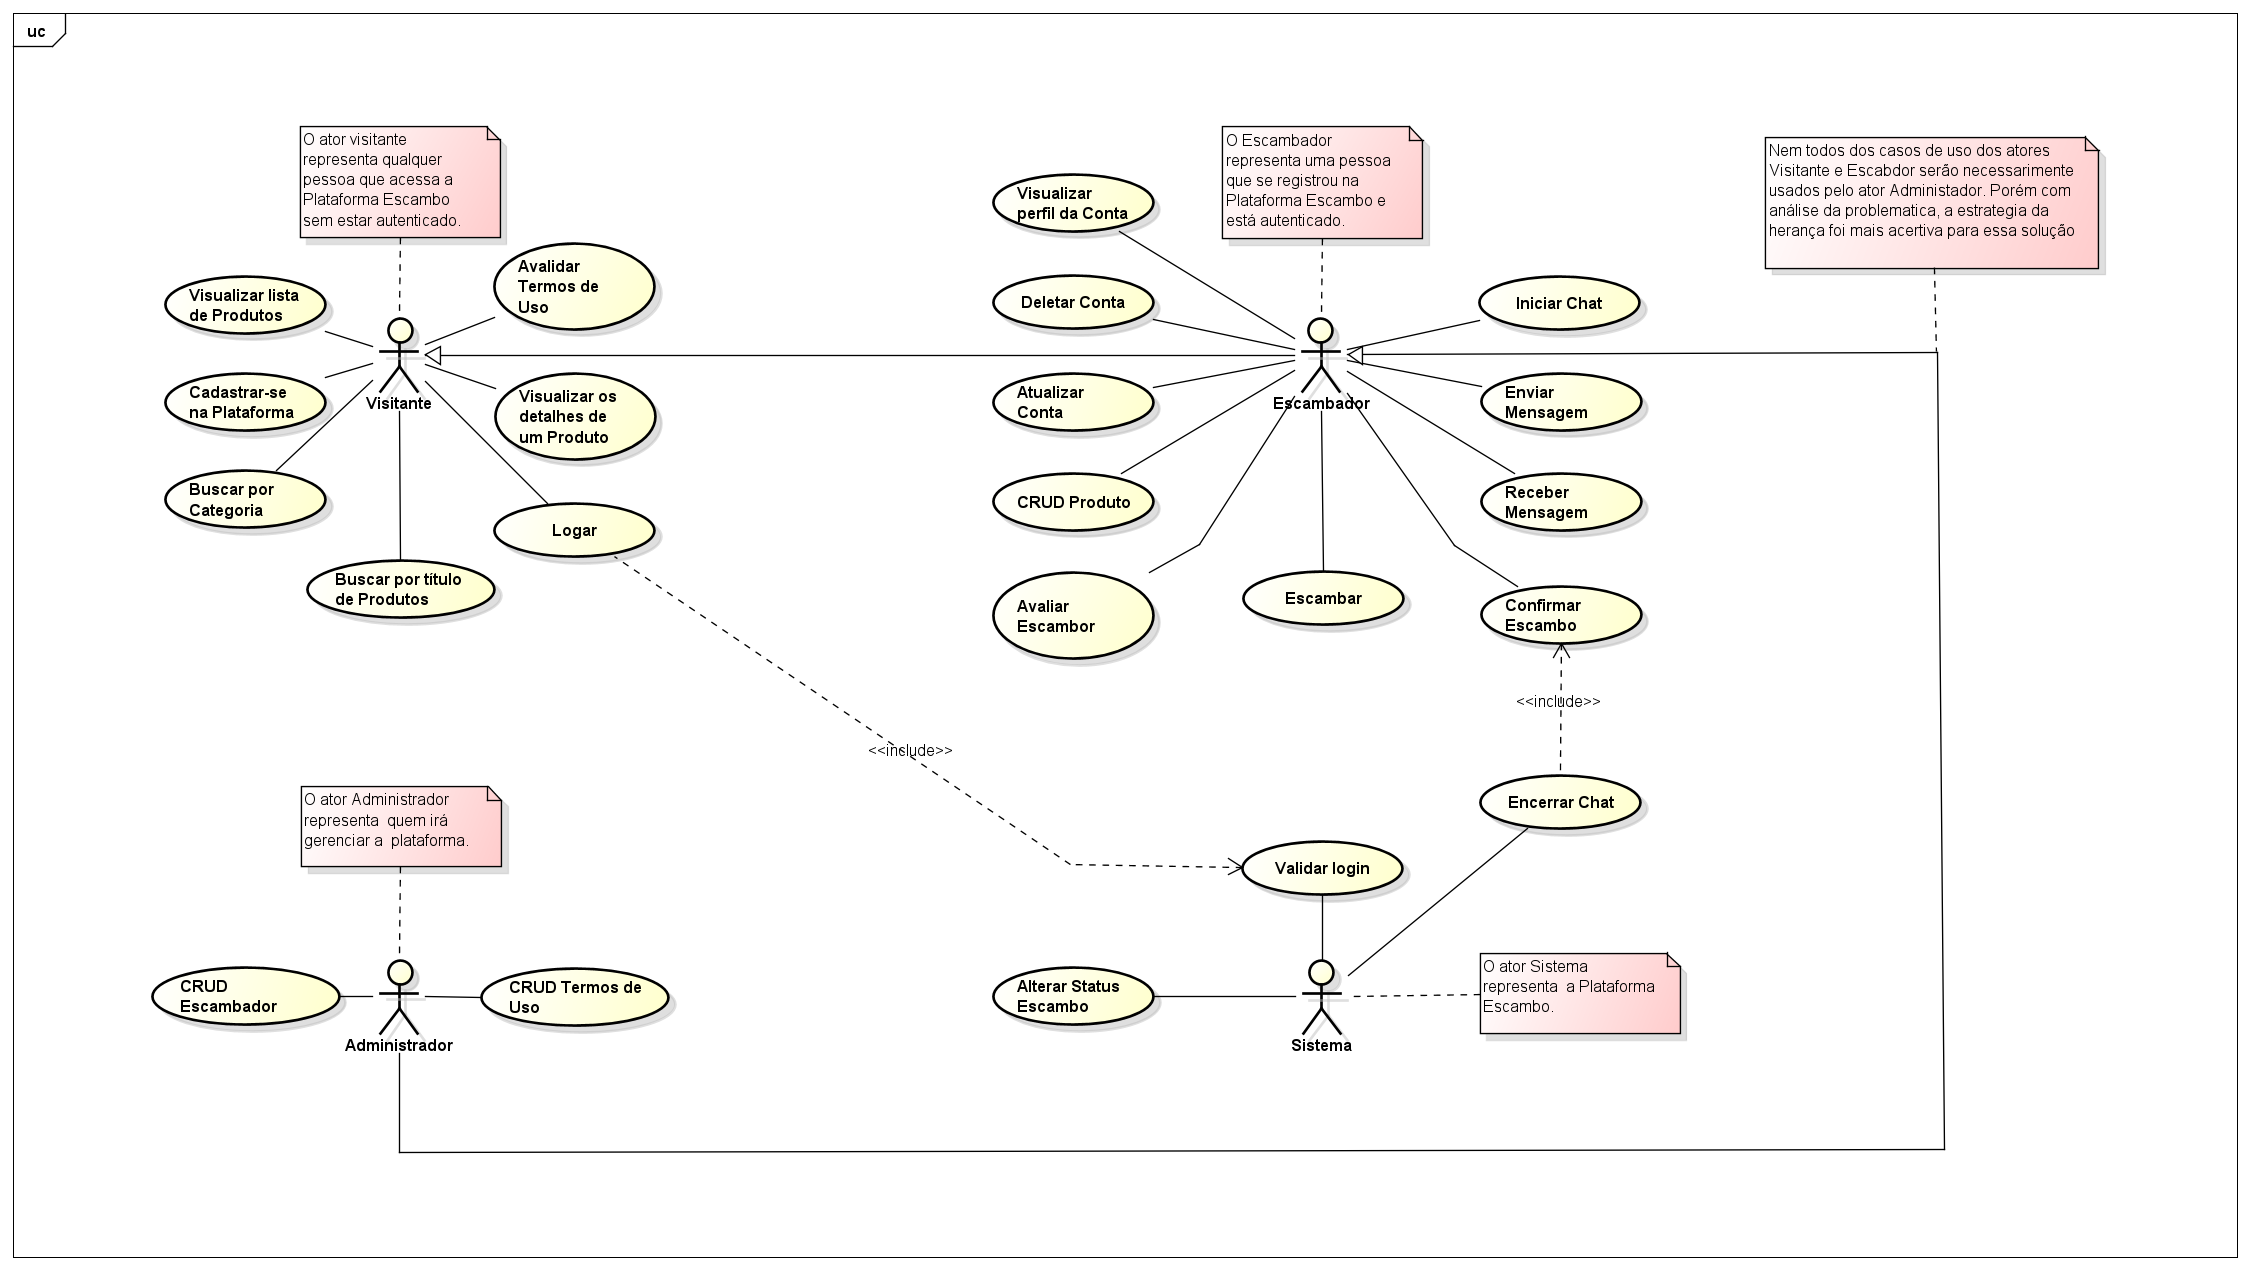 uc
O ator visitante
representa qualquer
pessoa que acessa a
Plataforma Escambo
sem estar autenticado.
O Escambador
representa uma pessoa
que se registrou na
Plataforma Escambo e
está autenticado.
Nem todos dos casos de uso dos atores
Visitante e Escabdor serão necessarimente
usados pelo ator Administador. Porém com
análise da problematica, a estrategia da
herança foi mais acertiva para essa solução
Visualizar lista
de Produtos
Avalidar
Termos de
Uso
Cadastrar-se
na Plataforma
Visitante
Visualizar os
detalhes de
um Produto
Buscar por
Categoria
Logar
Buscar por título
de Produtos
Visualizar
perfil da Conta
Deletar Conta
Iniciar Chat
Atualizar
Conta
Escambador
Enviar
Mensagem
CRUD Produto
Receber
Mensagem
Avaliar
Escambor
Escambar
Confirmar
Escambo
<<include>>
<<include>>
Encerrar Chat
Validar login
O ator Administrador
representa  quem irá
gerenciar a  plataforma.
CRUD
Escambador
CRUD Termos de
Uso
Administrador
Alterar Status
Escambo
Sistema
O ator Sistema
representa  a Plataforma
Escambo.